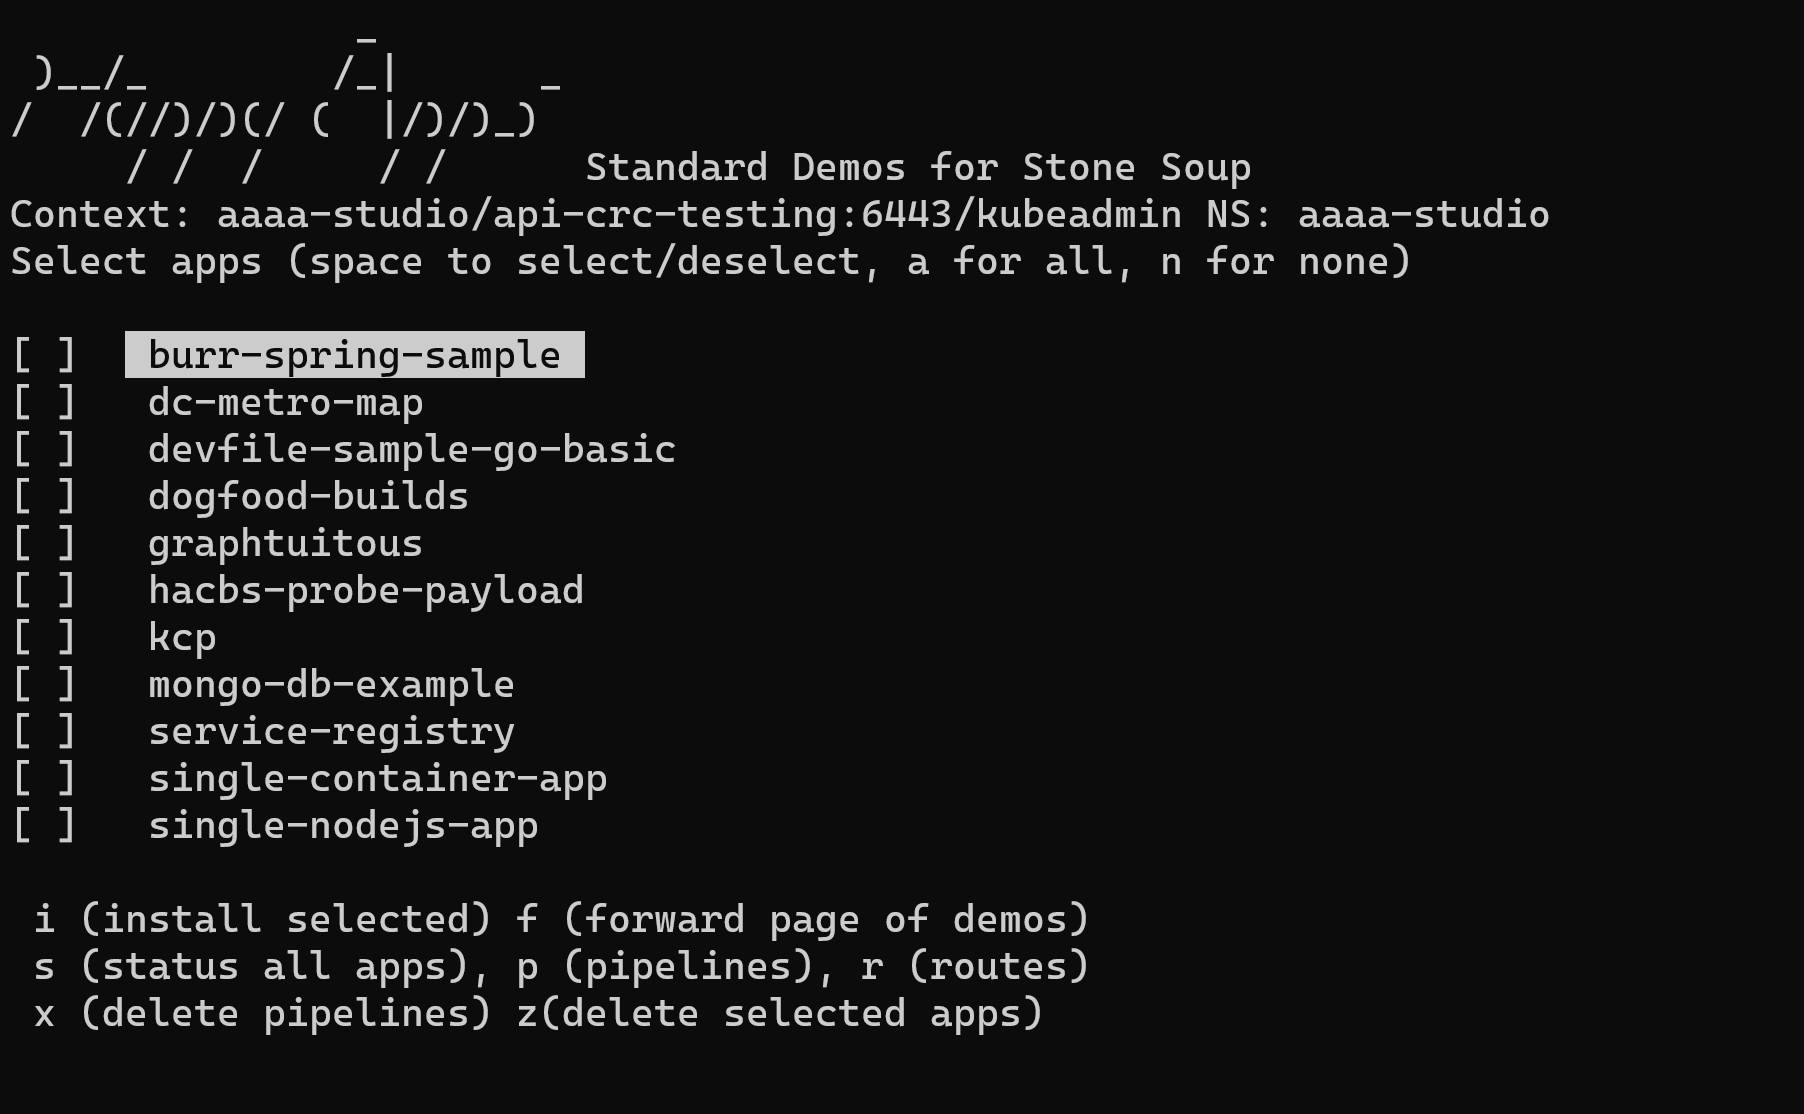 _
 )__/_        /_|      _
/  /(//)/)(/ (  |/)/)_)
     / /  /     / /      Standard Demos for Stone Soup
Context: aaaa-studio/api-crc-testing:6443/kubeadmin NS: aaaa-studio
Select apps (space to select/deselect, a for all, n for none)
[ ]   burr-spring-sample
[ ]   dc-metro-map
[ ]   devfile-sample-go-basic
[ ]   dogfood-builds
[ ]   graphtuitous
[ ]   hacbs-probe-payload
[ ]   kcp
[ ]   mongo-db-example
[ ]   service-registry
[ ]   single-container-app
[ ]   single-nodejs-app
i (install selected) f (forward page of demos)
s (status all apps), p (pipelines), r (routes)
x (delete pipelines) z(delete selected apps)